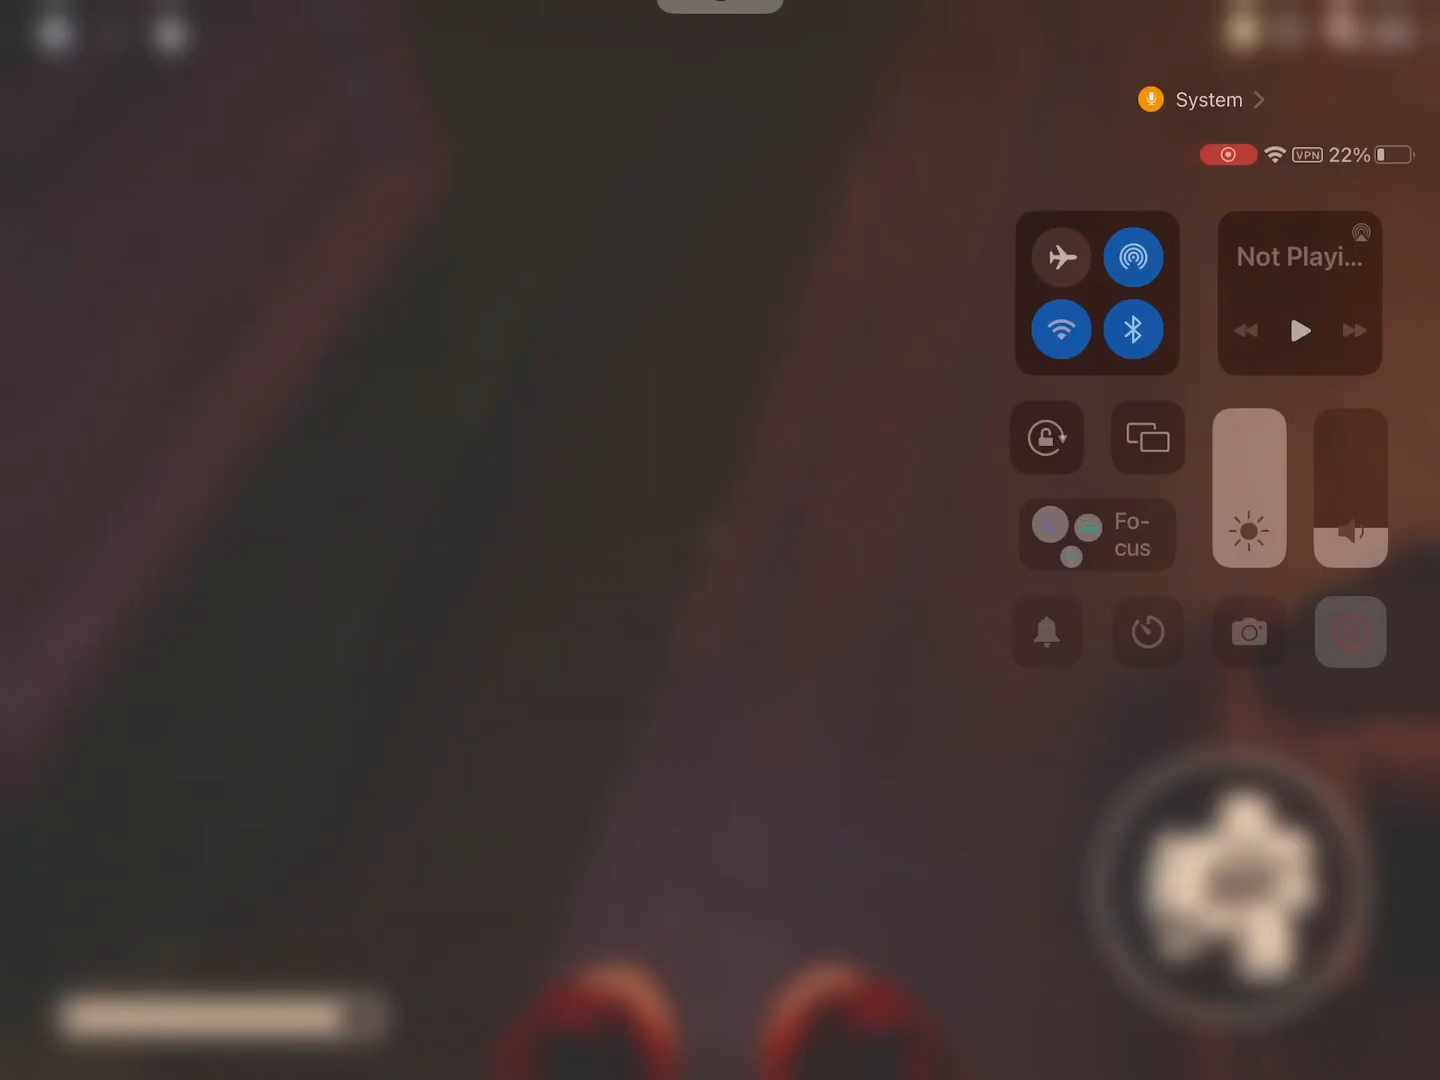 System
VPN 22%
Not Playi...
Fo-
cus